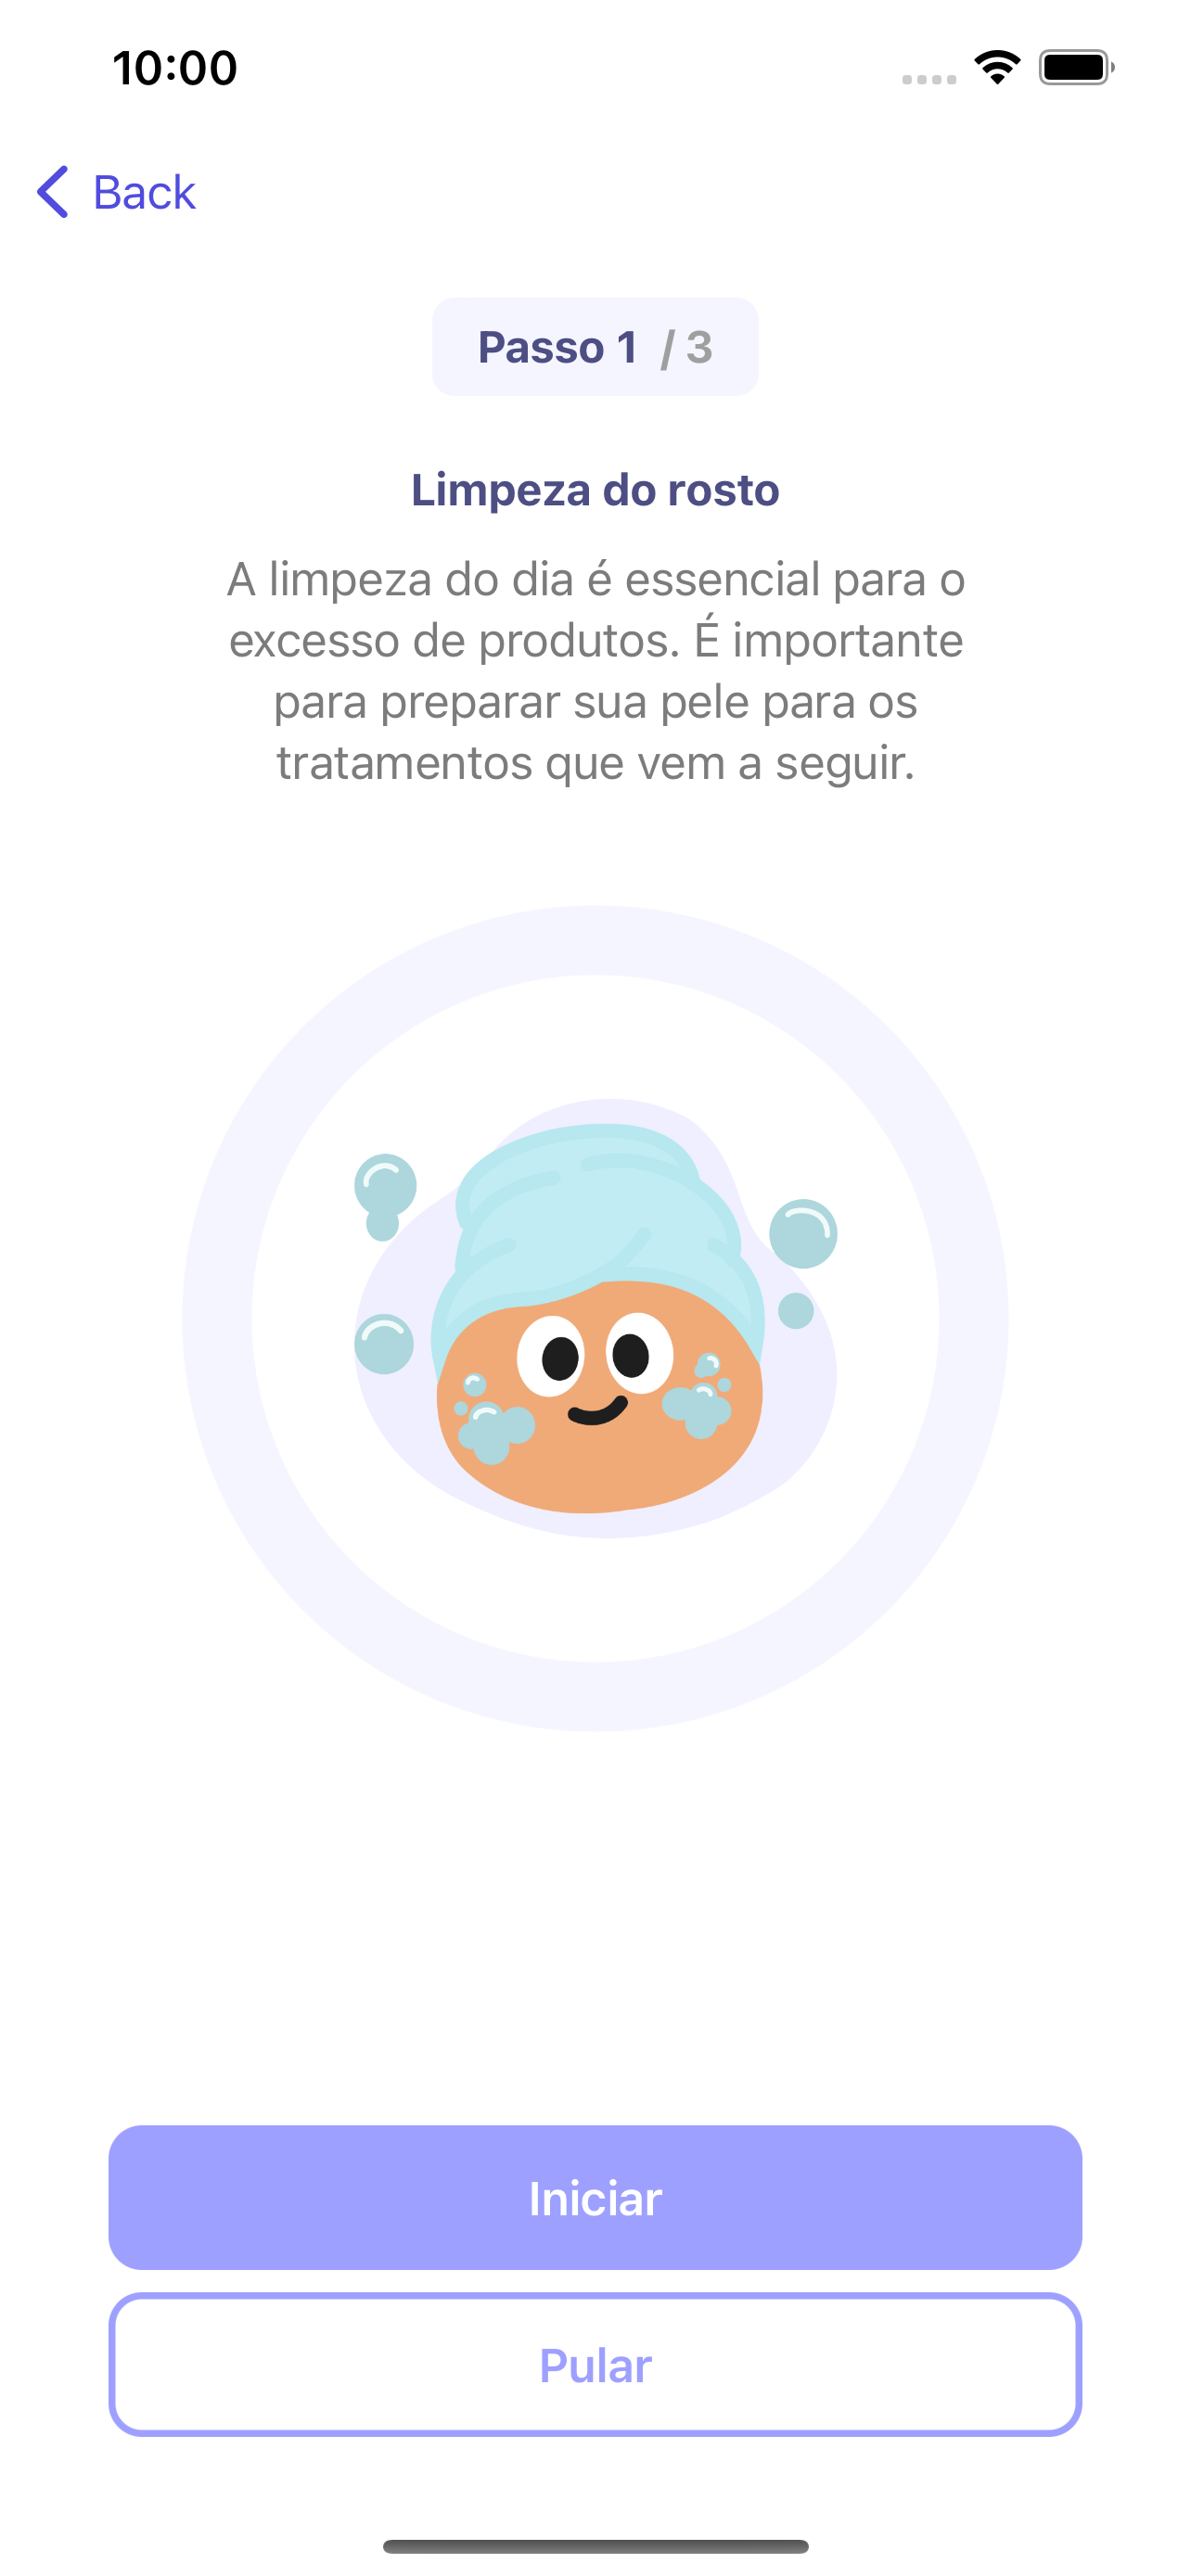 10:00
Back
Passo 1 / 3
Limpeza do rosto
A limpeza do dia é essencial para o
excesso de produtos. É importante
para preparar sua pele para os
tratamentos que vem a seguir.
Iniciar
Pular